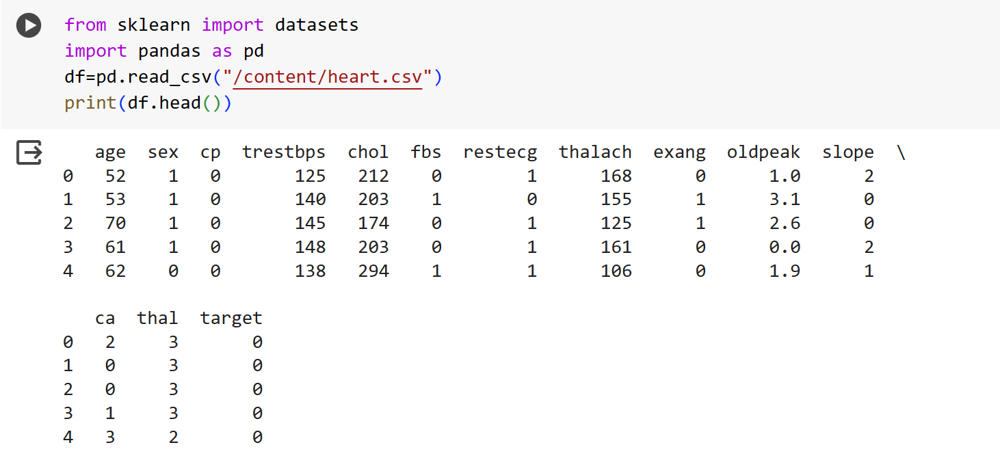 from sklearn import datasets
import pandas as pd
df=pd.read_csv("/content/heart.csv")
print(df.head())
   age  sex  cp  trestbps  chol  fbs  restecg  thalach  exang  oldpeak  slope  \
0   52    1   0       125   212    0        1      168      0      1.0      2
1   53    1   0       140   203    1        0      155      1      3.1      0
2   70    1   0       145   174    0        1      125      1      2.6      0
3   61    1   0       148   203    0        1      161      0      0.0      2
4   62    0   0       138   294    1        1      106      0      1.9      1
   ca  thal  target
0   2     3       0
1   0     3       0
2   0     3       0
3   1     3       0
4   3     2       0